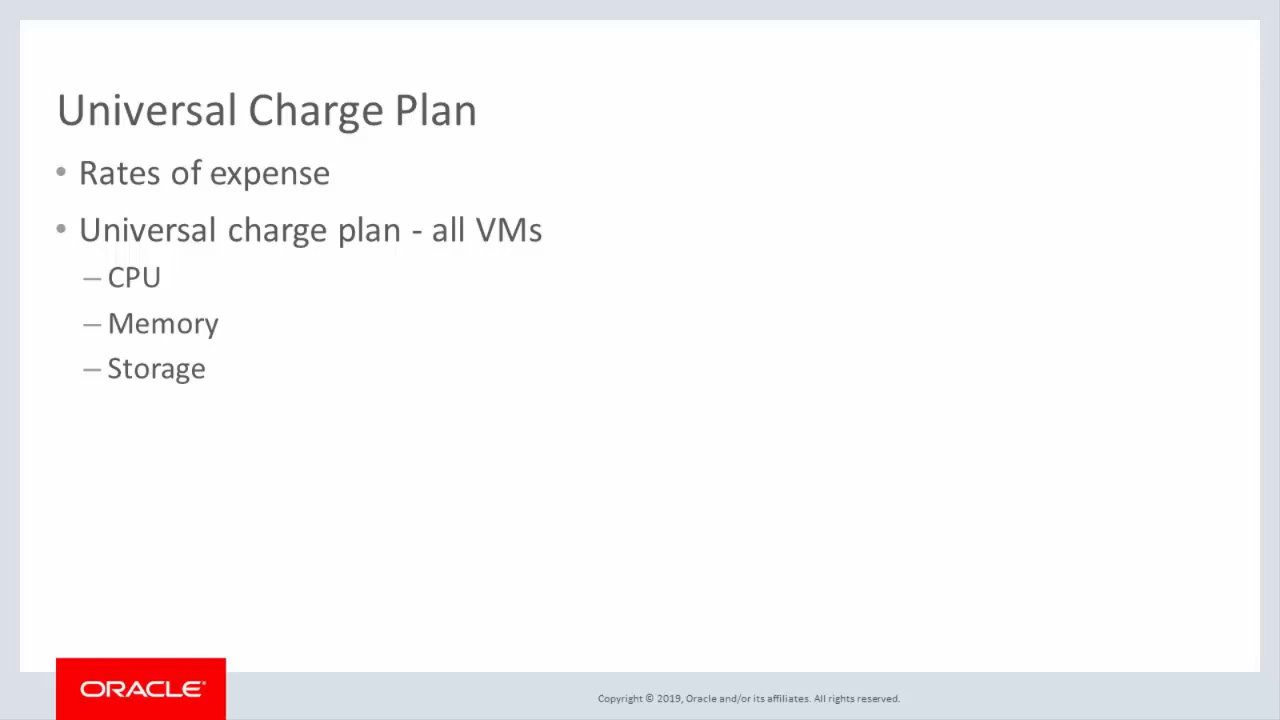 Universal Charge Plan
• Rates of expense
• Universal charge plan - all VMs
– CPU
– Memory
– Storage
ORACLE®
Copyright © 2019, Oracle and/or its affiliates. All rights reserved.